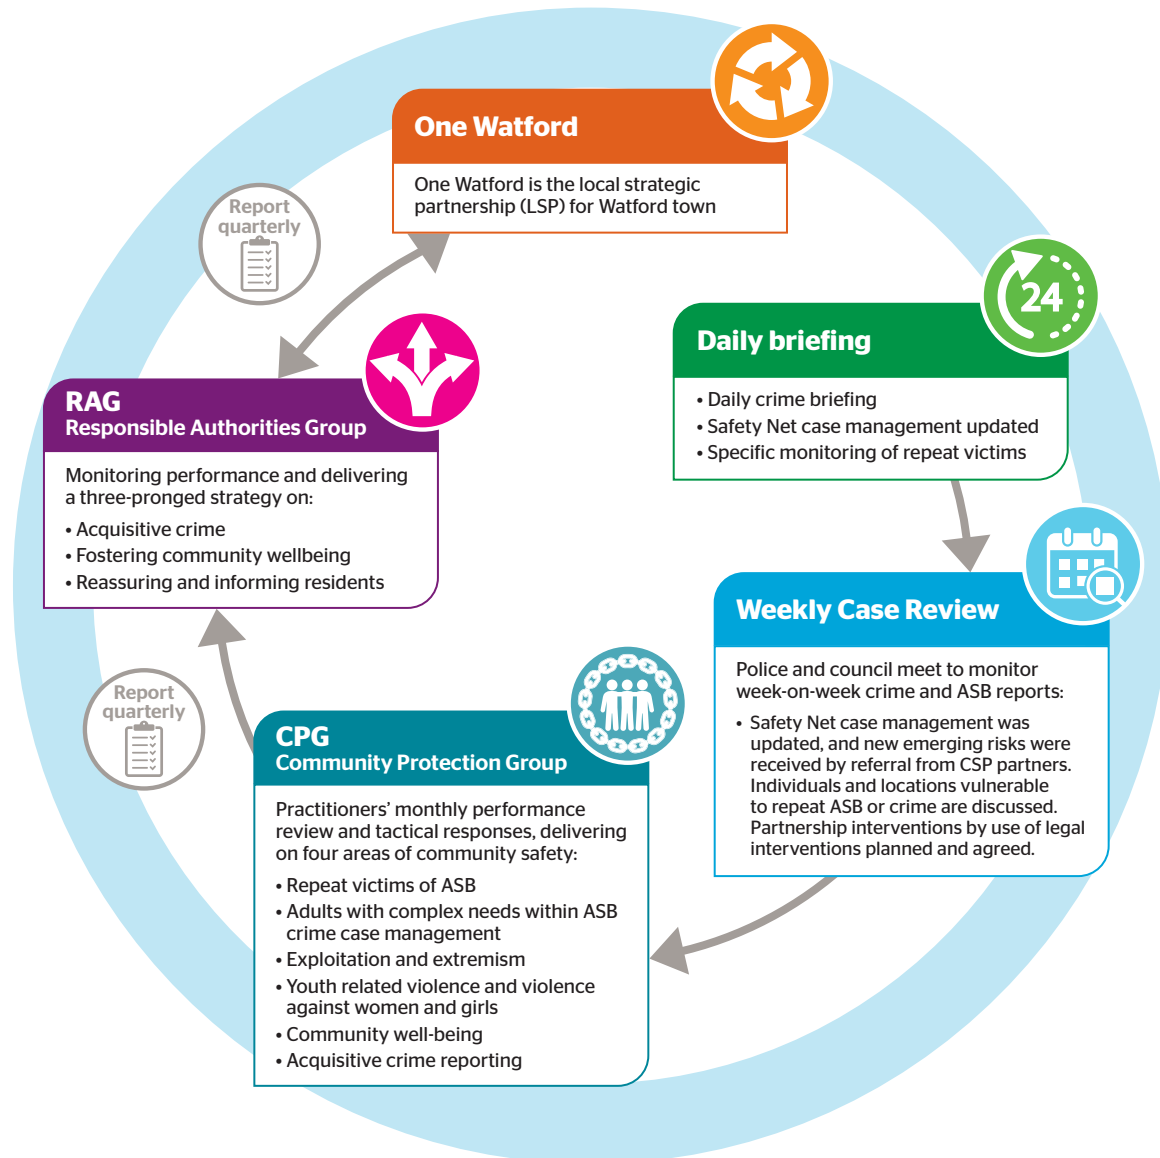 One Watford
One Watford is the local strategic
partnership (LSP) for Watford town
Report
quarterly
24
Daily briefing
• Daily crime briefing
• Safety Net case management updated
• Specific monitoring of repeat victims
RAG
Responsible Authorities Group
Monitoring performance and delivering
a three-pronged strategy on:
• Acquisitive crime
• Fostering community wellbeing
• Reassuring and informing residents
Weekly Case Review
Police and council meet to monitor
week-on-week crime and ASB reports:
• Safety Net case management was
updated, and new emerging risks were
received by referral from CSP partners.
Individuals and locations vulnerable
to repeat ASB or crime are discussed.
Partnership interventions by use of legal
interventions planned and agreed.
Report
quarterly
CPG
Community Protection Group
Practitioners’ monthly performance
review and tactical responses, delivering
on four areas of community safety:
• Repeat victims of ASB
• Adults with complex needs within ASB
crime case management
• Exploitation and extremism
• Youth related violence and violence
against women and girls
• Community well-being
• Acquisitive crime reporting